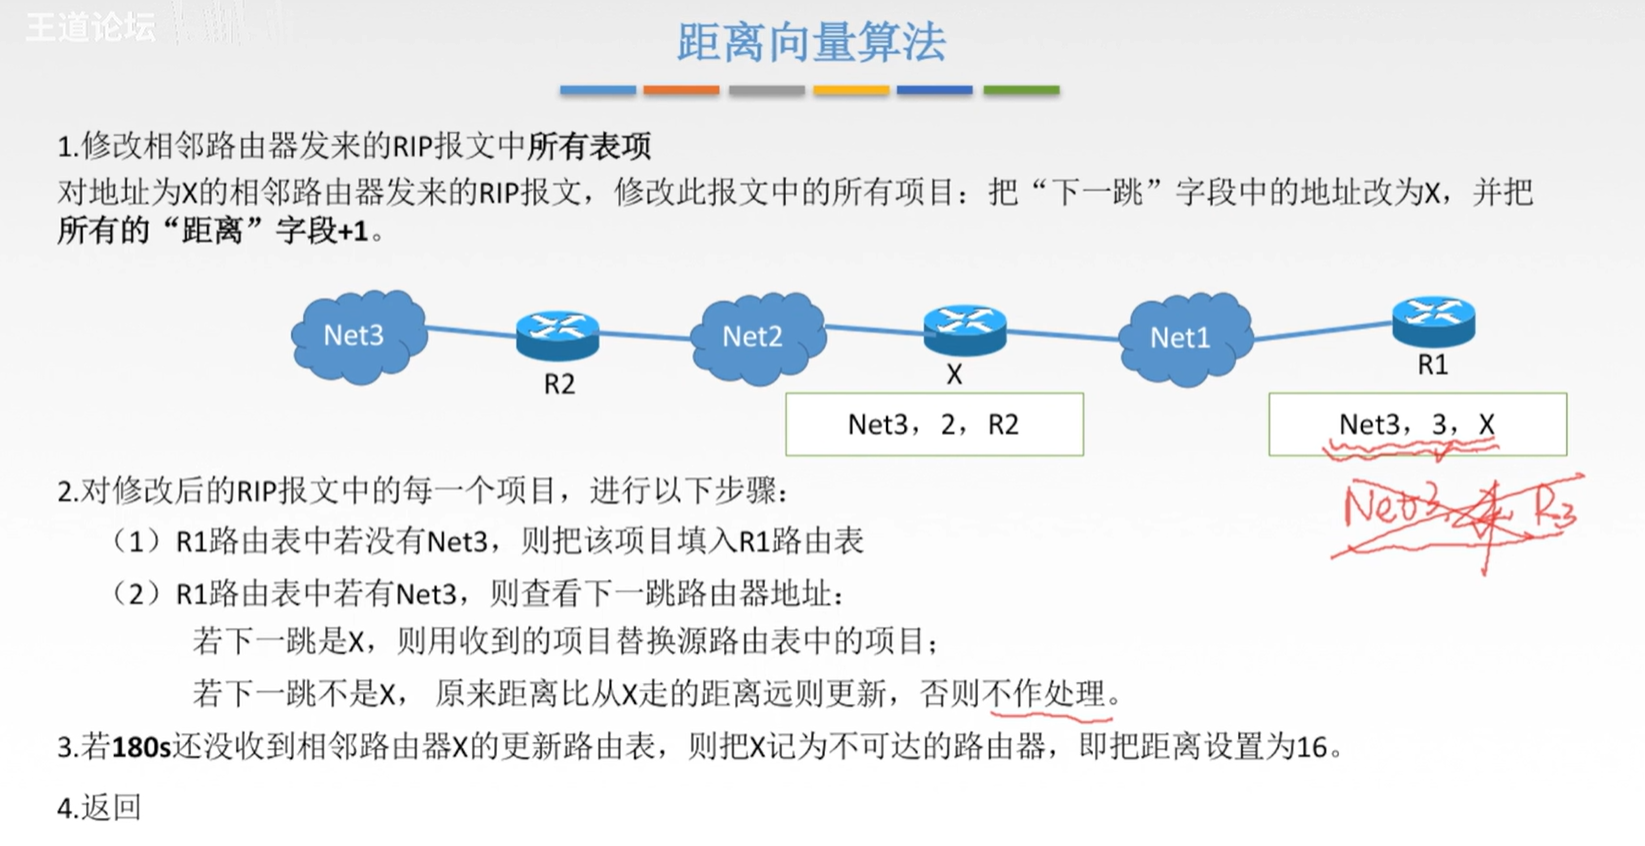 王道论坛
距离向量算法
1.修改相邻路由器发来的RIP报文中所有表项
对地址为X的相邻路由器发来的RIP报文，修改此报文中的所有项目：把“下一跳”字段中的地址改为X，并把
所有的“距离”字段+1。
Net3
R2
Net2
X
Net1
R1
Net3，2，R2
Net3，3，X
Net3
R3
2.对修改后的RIP报文中的每一个项目，进行以下步骤：
（1）R1路由表中若没有Net3，则把该项目填入R1路由表
（2）R1路由表中若有Net3，则查看下一跳路由器地址：
若下一跳是X，则用收到的项目替换源路由表中的项目；
若下一跳不是X， 原来距离比从X走的距离远则更新，否则不作处理。
3.若180s还没收到相邻路由器X的更新路由表，则把X记为不可达的路由器，即把距离设置为16。
4.返回